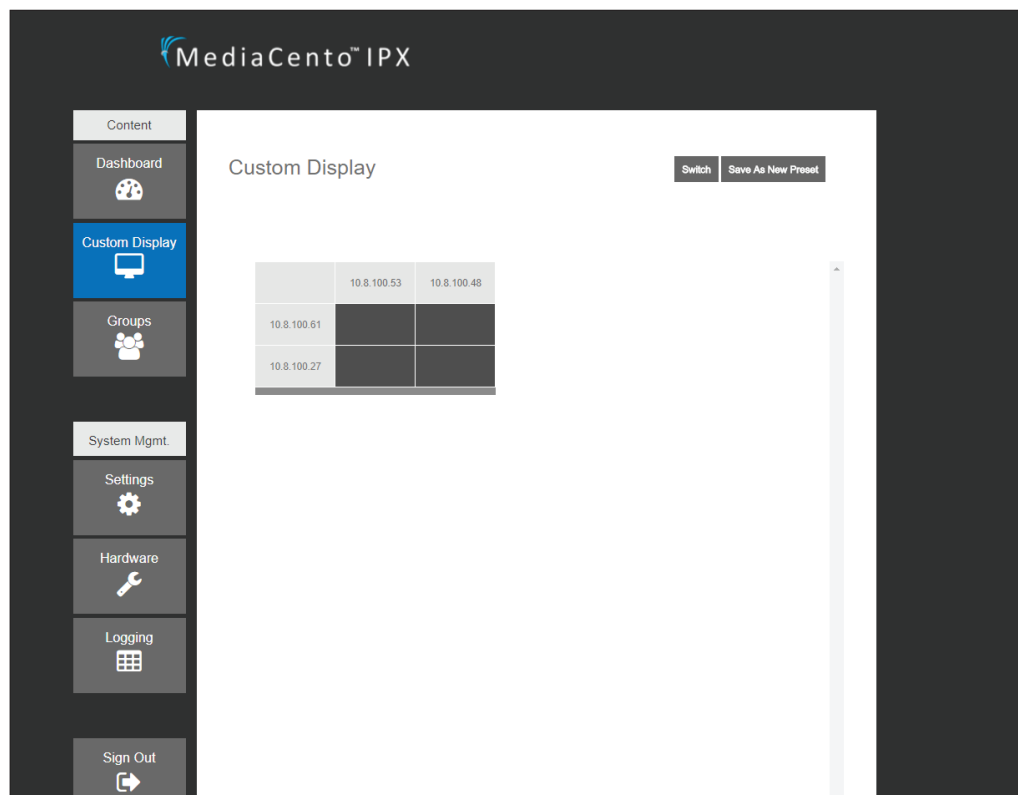 MediaCento™ IPX
Content
Dashboard
Custom Display
Groups
System Mgmt.
Settings
Hardware
Logging
Sign Out
Custom Display
Switch
Save As New Preset
10.8.100.53 10.8.100.48
10.8.100.61
10.8.100.27